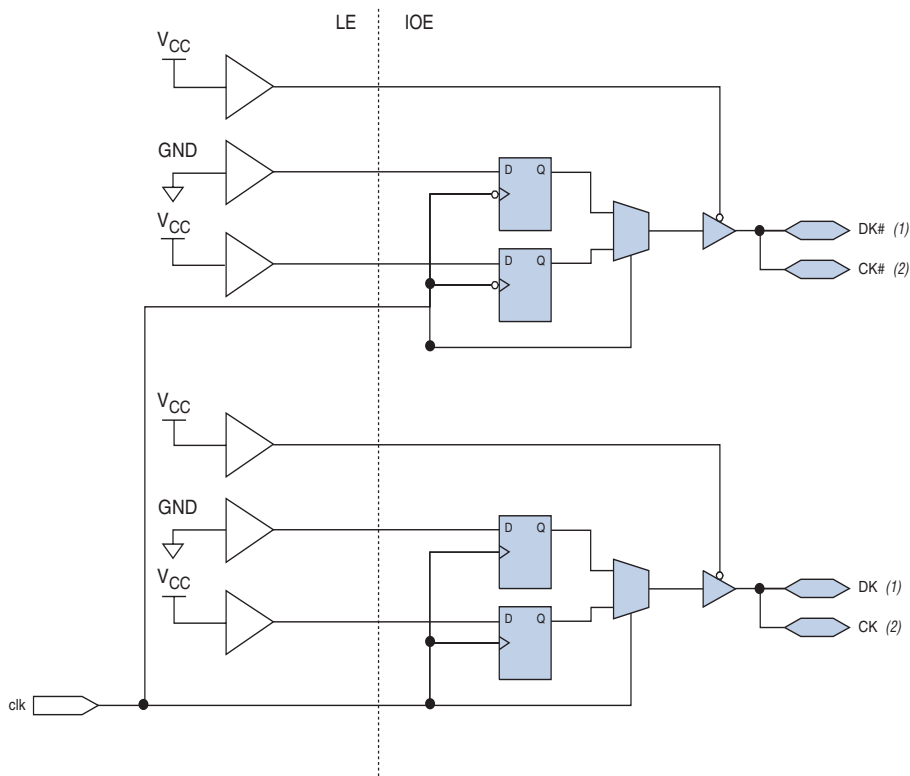 LE IOE
VCC
GND
D Q
DK# (1)
VCC
D Q
CK# (2)
VCC
GND
D Q
VCC
DK (1)
D Q
CK (2)
clk